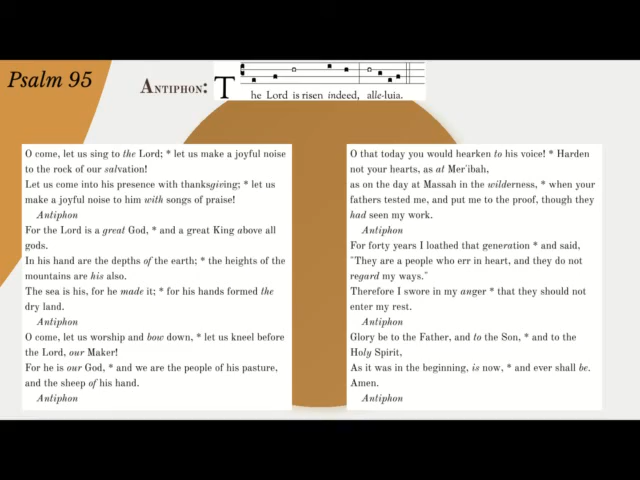 Psalm 95
ANTIPHON:
The Lord is risen indeed, alleluia.
O come, let us sing to the Lord; * let us make a joyful noise
to the rock of our salvation!
Let us come into his presence with thanksgiving; * let us
make a joyful noise to him with songs of praise!
Antiphon
For the Lord is a great God, * and a great King above all
gods.
In his hand are the depths of the earth; * the heights of the
mountains are his also.
The sea is his, for he made it; * for his hands formed the
dry land.
Antiphon
O come, let us worship and bow down, * let us kneel before
the Lord, our Maker!
For he is our God, * and we are the people of his pasture,
and the sheep of his hand.
Antiphon
O that today you would hearken to his voice! * Harden
not your hearts, as at Mer'ibah,
as on the day at Massah in the wilderness, * when your
fathers tested me, and put me to the proof, though they
had seen my work.
Antiphon
For forty years I loathed that generation * and said,
"They are a people who err in heart, and they do not
regard my ways."
Therefore I swore in my anger * that they should not
enter my rest.
Antiphon
Glory be to the Father, and to the Son, * and to the
Holy Spirit,
As it was in the beginning, is now, * and ever shall be.
Amen.
Antiphon